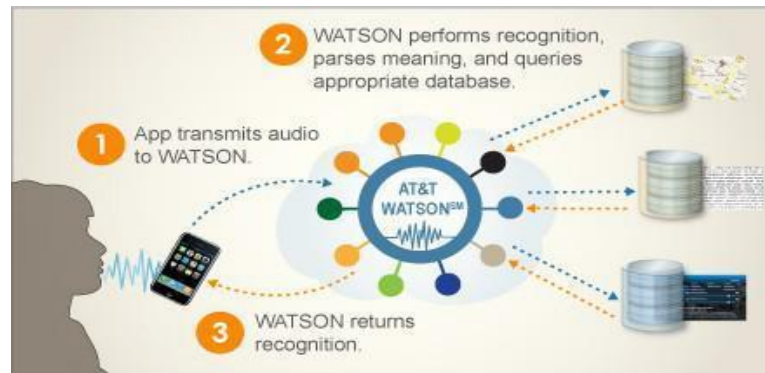 1
App transmits audio
to WATSON.
2
WATSON performs recognition,
parses meaning, and queries
appropriate database.
AT&T
WATSON℠
3
WATSON returns
recognition.